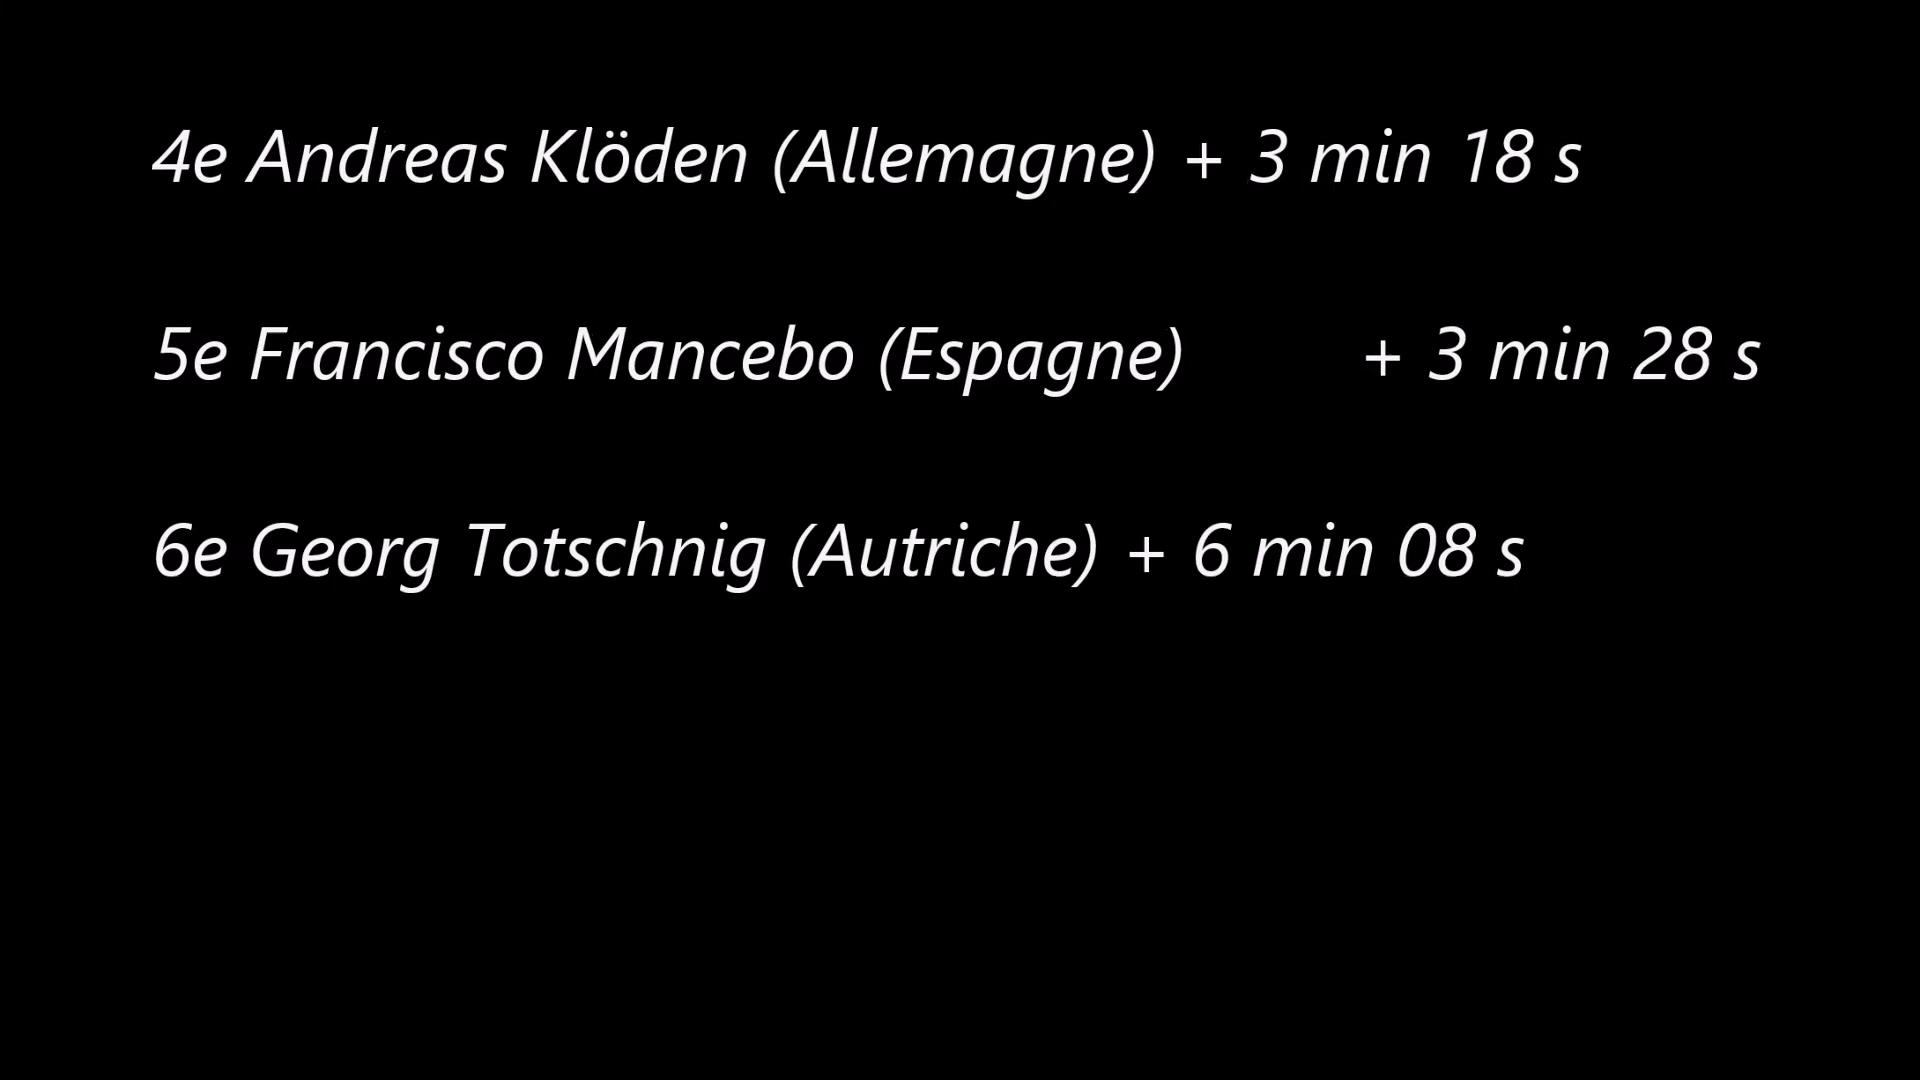 4e Andreas Klöden (Allemagne) + 3 min 18 s
5e Francisco Mancebo (Espagne) + 3 min 28 s
6e Georg Totschnig (Autriche) + 6 min 08 s